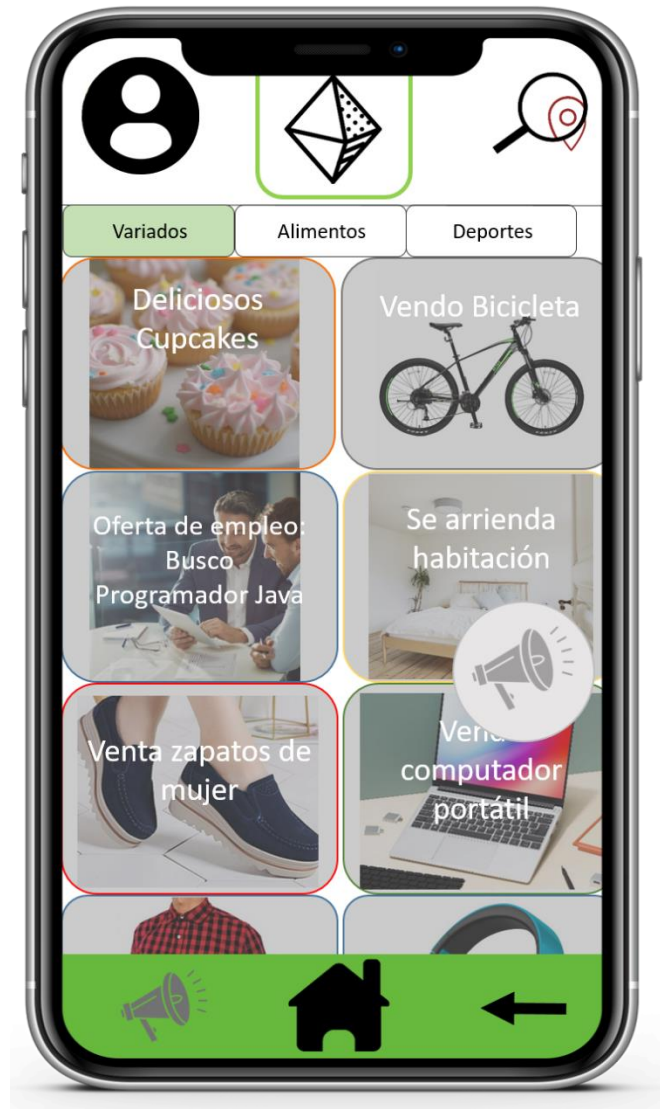 Variados
Alimentos
Deportes
Deliciosos
Cupcakes
Vendo Bicicleta
Oferta de empleo:
Busco
Programador Java
Se arrienda
habitación
Venta zapatos de
mujer
computador
portátil